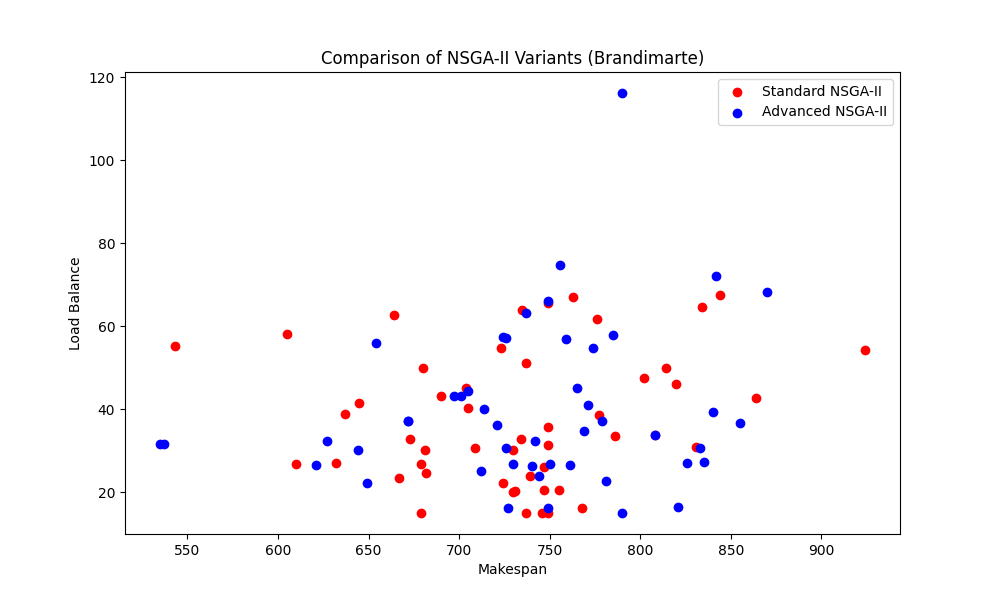 Comparison of NSGA-II Variants (Brandimarte)
Standard NSGA-II
Advanced NSGA-II
Load Balance
120
100
80
60
40
20
550 600 650 700 750 800 850 900
Makespan